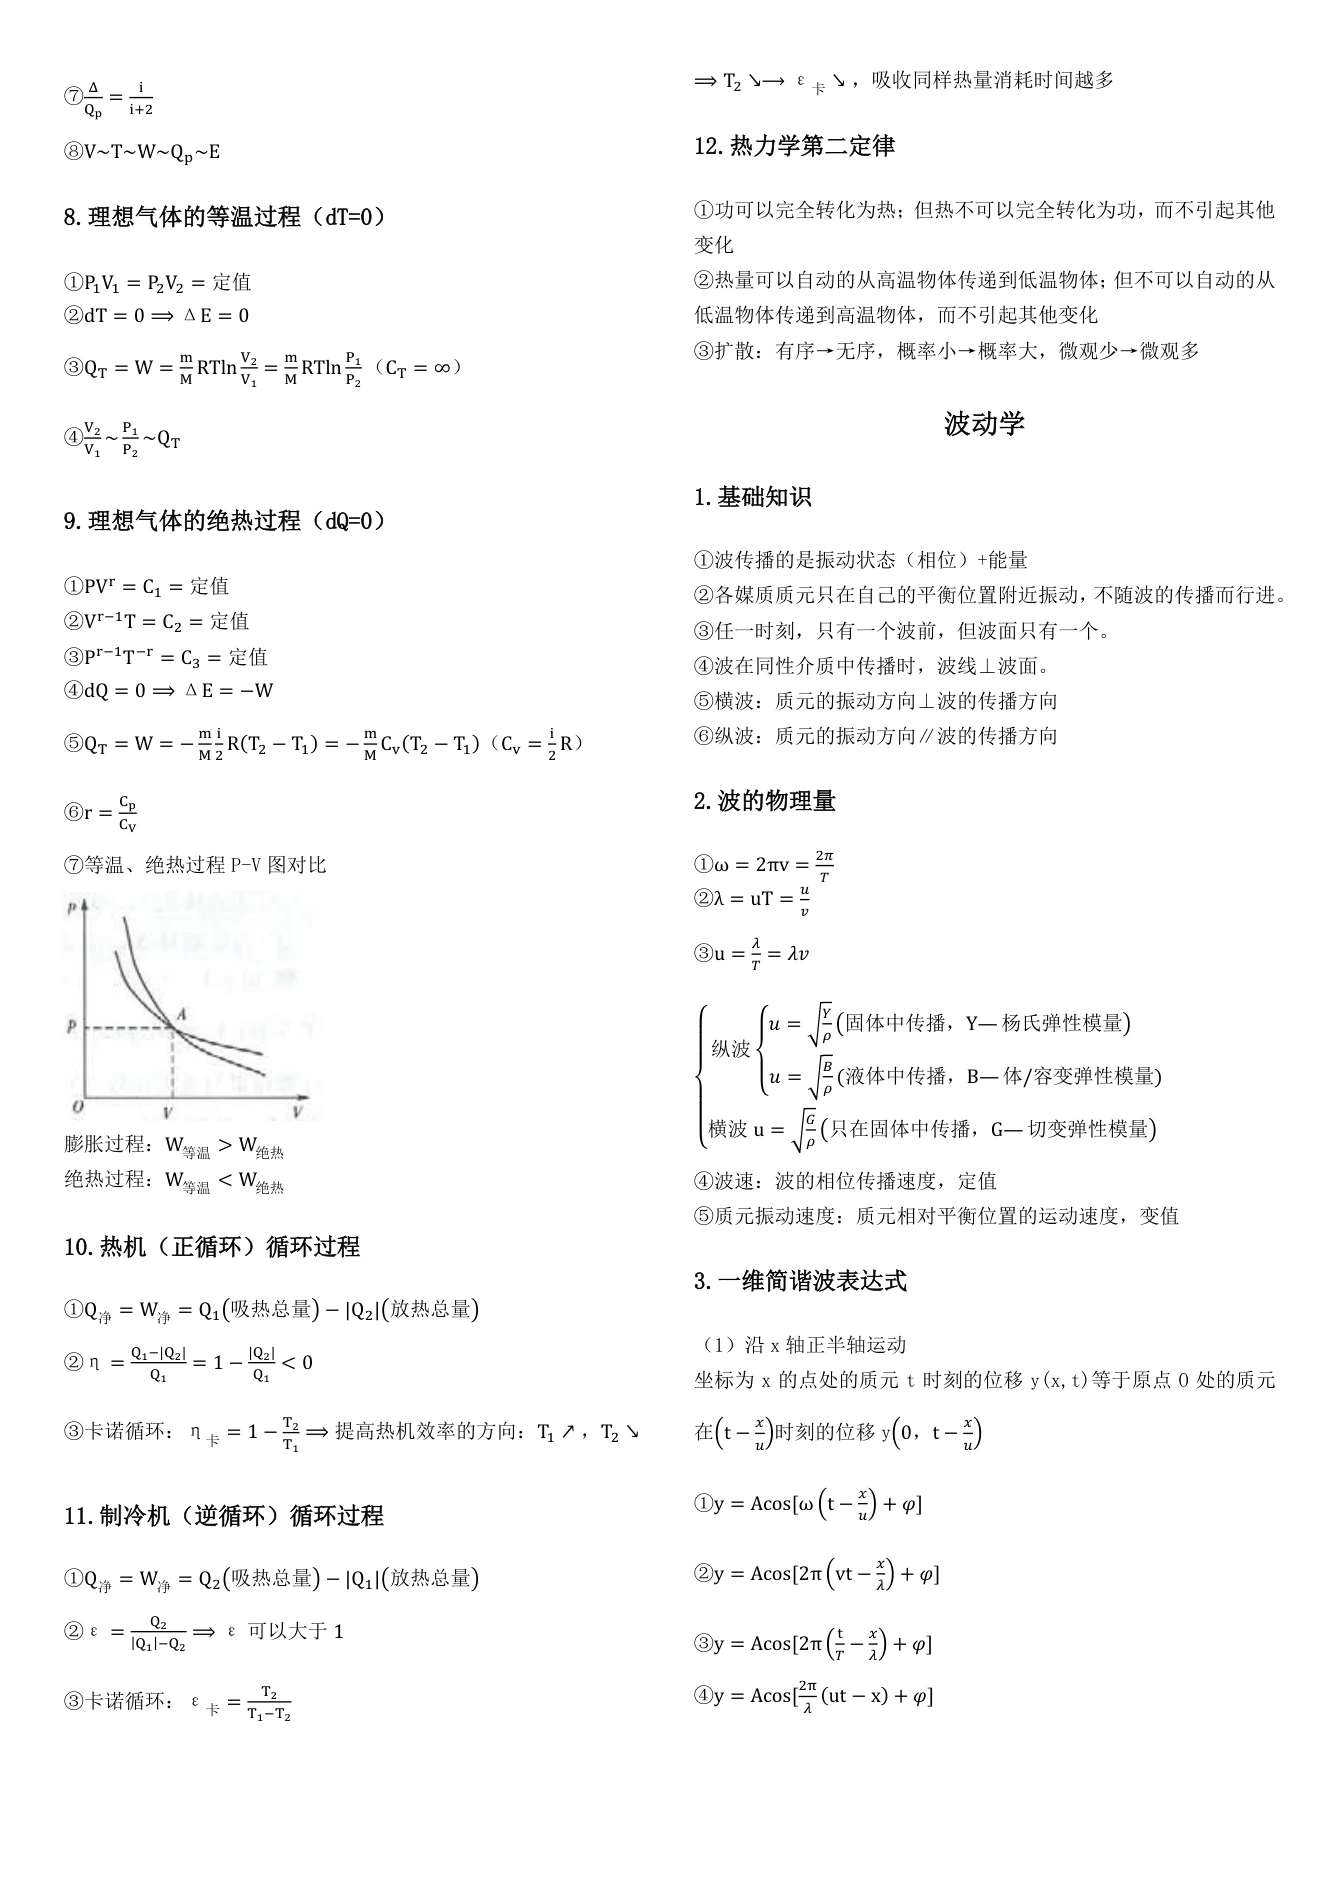 ⑦Δ/Qp = i/(i+2)
⑧V~T~W~Qp~E
8.理想气体的等温过程（dT=0）
①P₁V₁ = P₂V₂ = 定值
②dT = 0 ⟹ ΔE = 0
③Q_T = W = m/M RTln V₂/V₁ = m/M RTln P₁/P₂（C_T = ∞）
④V₂/V₁ ~ P₁/P₂ ~Q_T
9.理想气体的绝热过程（dQ=0）
①PV^r = C₁ = 定值
②V^(r−1)T = C₂ = 定值
③P^(r−1)T^(−r) = C₃ = 定值
④dQ = 0 ⟹ ΔE = −W
⑤Q_T = W = − m/M i/2 R(T₂ − T₁) = − m/M C_v(T₂ − T₁)（C_v = i/2 R）
⑥r = C_p/C_V
⑦等温、绝热过程 P-V 图对比
p
A
P
O
V
V
膨胀过程：W等温 > W绝热
绝热过程：W等温 < W绝热
10.热机（正循环）循环过程
①Q净 = W净 = Q₁(吸热总量) − |Q₂|(放热总量)
②η = (Q₁−|Q₂|)/Q₁ = 1 − |Q₂|/Q₁ < 0
③卡诺循环：η卡 = 1 − T₂/T₁ ⟹ 提高热机效率的方向：T₁ ↗，T₂ ↘
11.制冷机（逆循环）循环过程
①Q净 = W净 = Q₂(吸热总量) − |Q₁|(放热总量)
②ε = Q₂/(|Q₁|−Q₂) ⟹ ε 可以大于 1
③卡诺循环：ε卡 = T₂/(T₁−T₂)
⟹ T₂ ↘⟶ ε卡 ↘，吸收同样热量消耗时间越多
12.热力学第二定律
①功可以完全转化为热；但热不可以完全转化为功，而不引起其他
变化
②热量可以自动的从高温物体传递到低温物体；但不可以自动的从
低温物体传递到高温物体，而不引起其他变化
③扩散：有序→无序，概率小→概率大，微观少→微观多
波动学
1.基础知识
①波传播的是振动状态（相位）+能量
②各媒质质元只在自己的平衡位置附近振动，不随波的传播而行进。
③任一时刻，只有一个波前，但波面只有一个。
④波在同性介质中传播时，波线⊥波面。
⑤横波：质元的振动方向⊥波的传播方向
⑥纵波：质元的振动方向∥波的传播方向
2.波的物理量
①ω = 2πv = 2π/T
②λ = uT = u/v
③u = λ/T = λv
纵波 { u = √(Y/ρ) (固体中传播，Y—杨氏弹性模量)
u = √(B/ρ) (液体中传播，B—体/容变弹性模量)
横波 u = √(G/ρ) (只在固体中传播，G—切变弹性模量)
④波速：波的相位传播速度，定值
⑤质元振动速度：质元相对平衡位置的运动速度，变值
3.一维简谐波表达式
（1）沿 x 轴正半轴运动
坐标为 x 的点处的质元 t 时刻的位移 y(x,t)等于原点 O 处的质元
在(t − x/u)时刻的位移 y(0，t − x/u)
①y = Acos[ω(t − x/u) + φ]
②y = Acos[2π(vt − x/λ) + φ]
③y = Acos[2π(t/T − x/λ) + φ]
④y = Acos[2π/λ (ut − x) + φ]